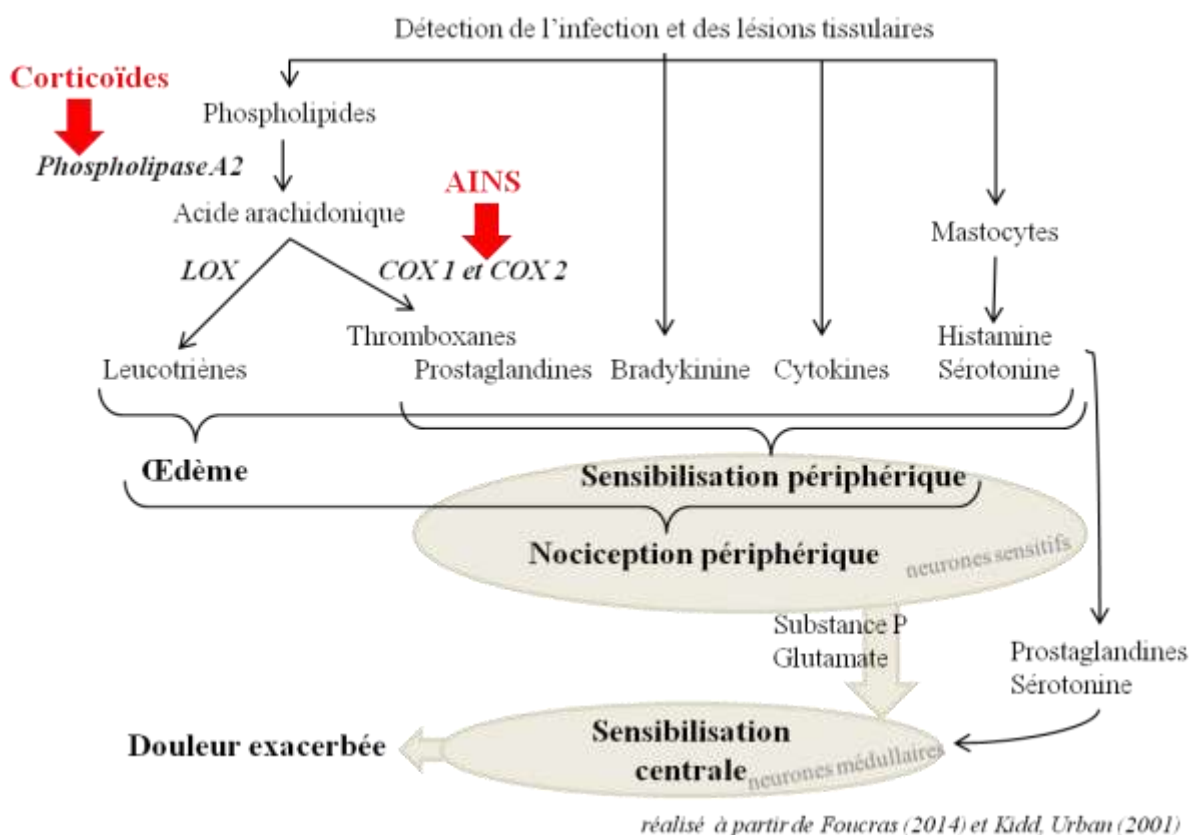 Détection de l'infection et des lésions tissulaires
Corticoïdes
Phospholipides
Phospholipase A2
AINS
Acide arachidonique
Mastocytes
LOX
COX 1 et COX 2
Thromboxanes
Histamine
Leucotriènes
Prostaglandines
Bradykinine
Cytokines
Sérotonine
Œdème
Sensibilisation périphérique
Nociception périphérique
neurones sensitifs
Substance P
Glutamate
Prostaglandines
Sérotonine
Douleur exacerbée
Sensibilisation
centrale
neurones médullaires
réalisé à partir de Foucras (2014) et Kidd, Urban (2001)